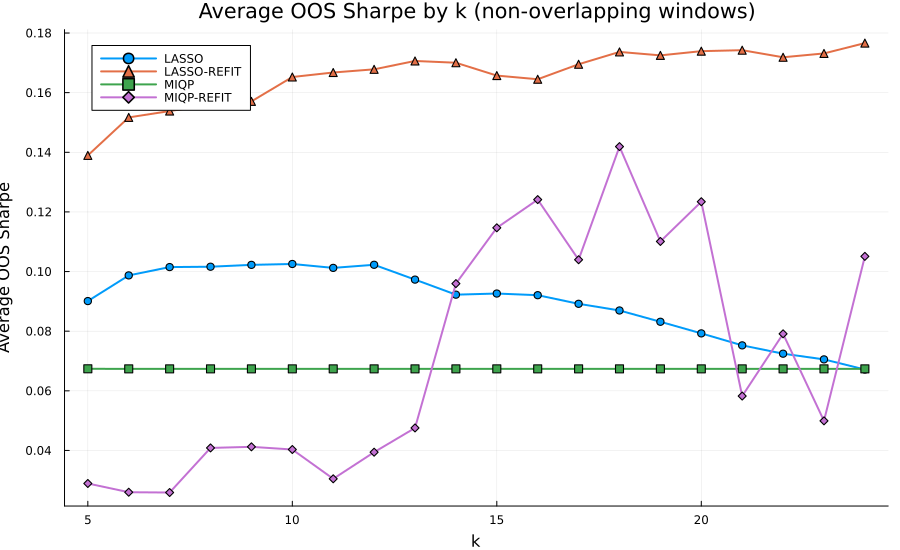 Average OOS Sharpe by k (non-overlapping windows)
0.18
LASSO
LASSO-REFIT
MIQP
MIQP-REFIT
0.16
0.14
0.12
0.10
0.08
0.06
0.04
Average OOS Sharpe
5
10
15
20
k